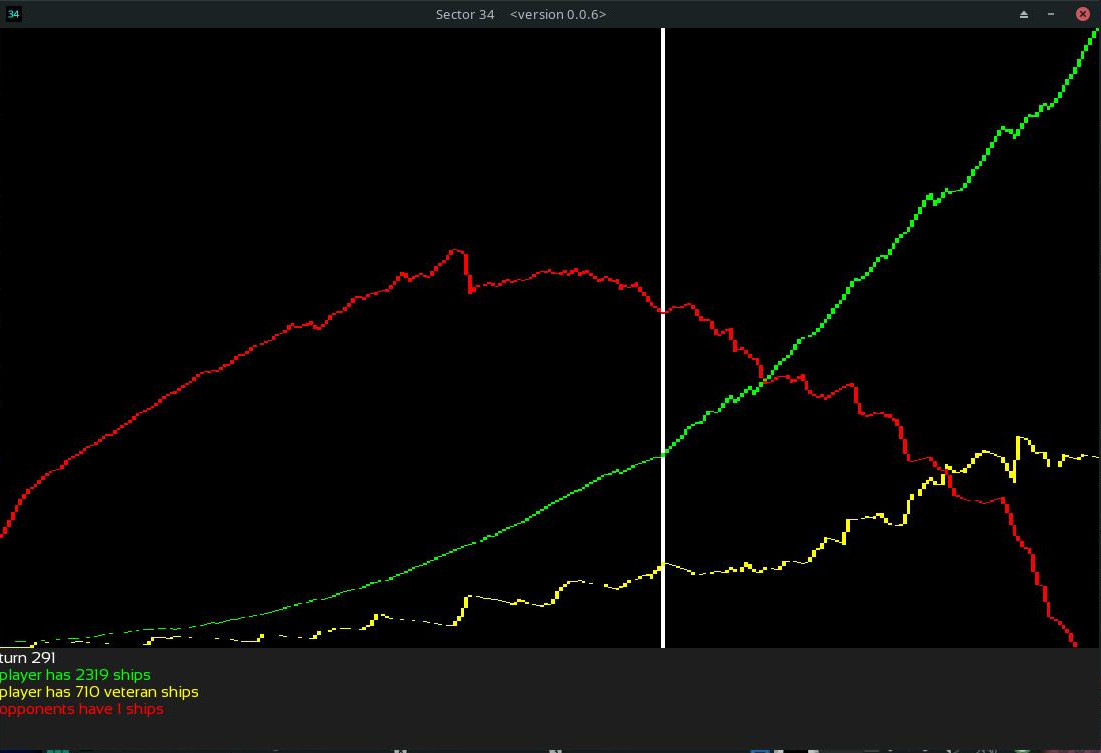 34
Sector 34 <version 0.0.6>
turn 291
player has 2319 ships
player has 710 veteran ships
opponents have 1 ships